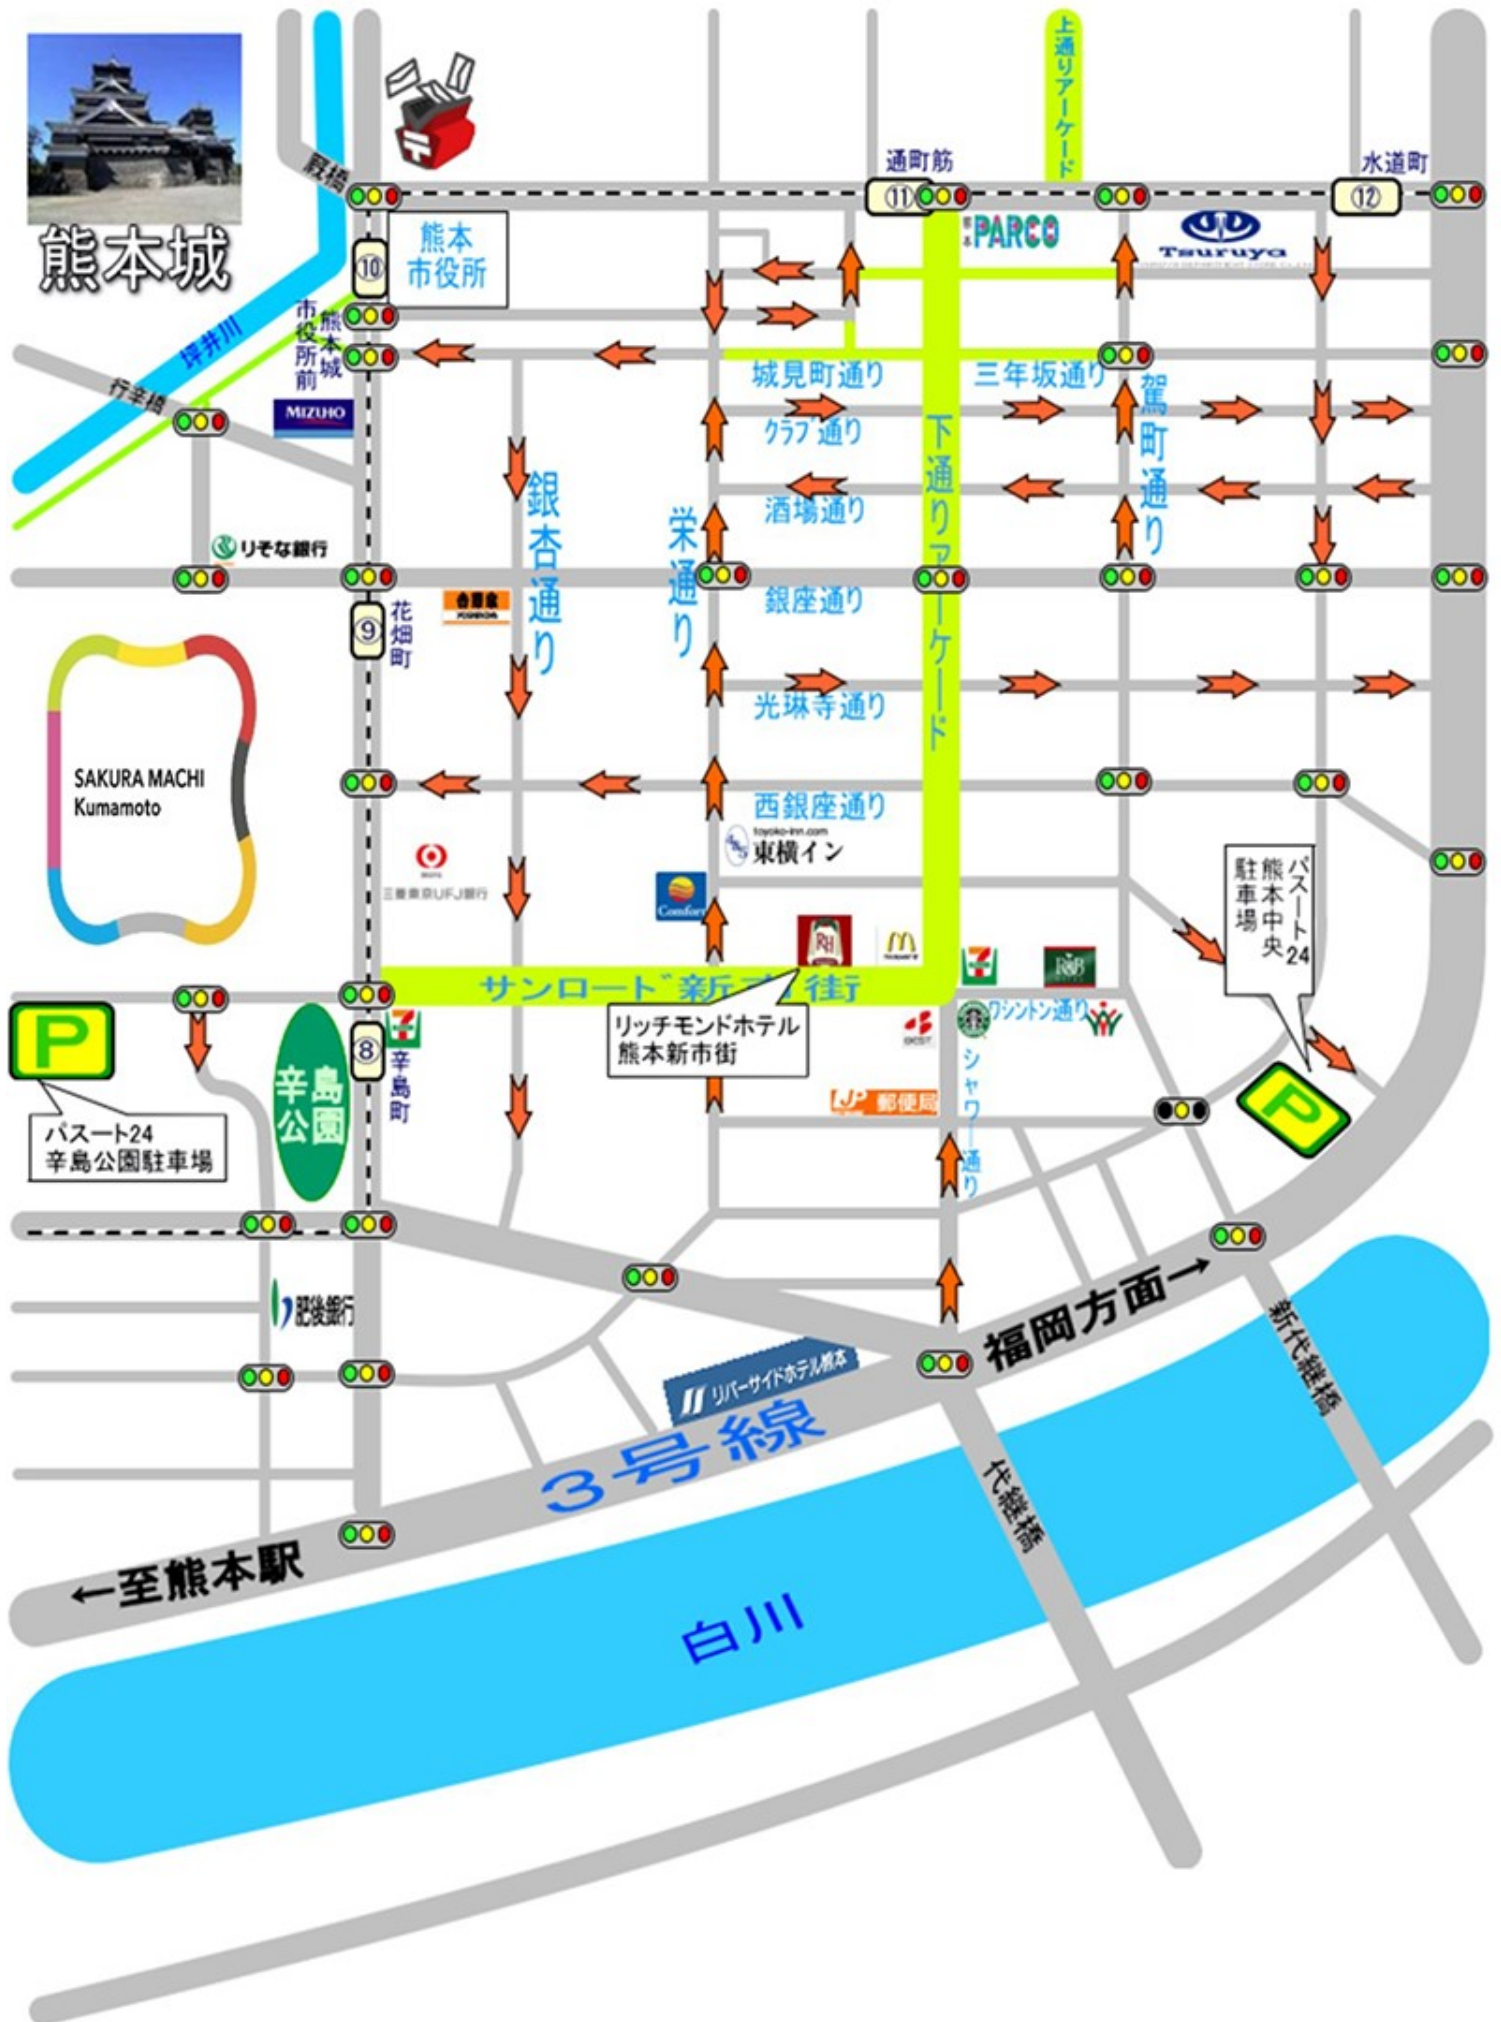 上通りアーケード
厩橋
通町筋
水道町
⑪
⑫
熊本城
熊本
市役所
⑩
PARCO
Tsuruya
坪井川
熊本城
市役所前
行幸橋
MIZUHO
城見町通り
三年坂通り
クラブ通り
駕町通り
下通りアーケード
銀杏通り
栄通り
酒場通り
りそな銀行
銀座通り
吉野家
⑨
花畑町
光琳寺通り
SAKURA MACHI
Kumamoto
西銀座通り
toyoko-inn.com
東横イン
三菱東京UFJ銀行
Comfort
RH
パスート24
熊本中央
駐車場
R&B
サンロード新市街
リッチモンドホテル
熊本新市街
ワシントン通り
BEST
シャワー通り
P
パスート24
辛島公園駐車場
辛島
公園
⑧
辛島町
JP 郵便局
P
肥後銀行
福岡方面→
新代継橋
リバーサイドホテル熊本
3号線
代継橋
←至熊本駅
白川